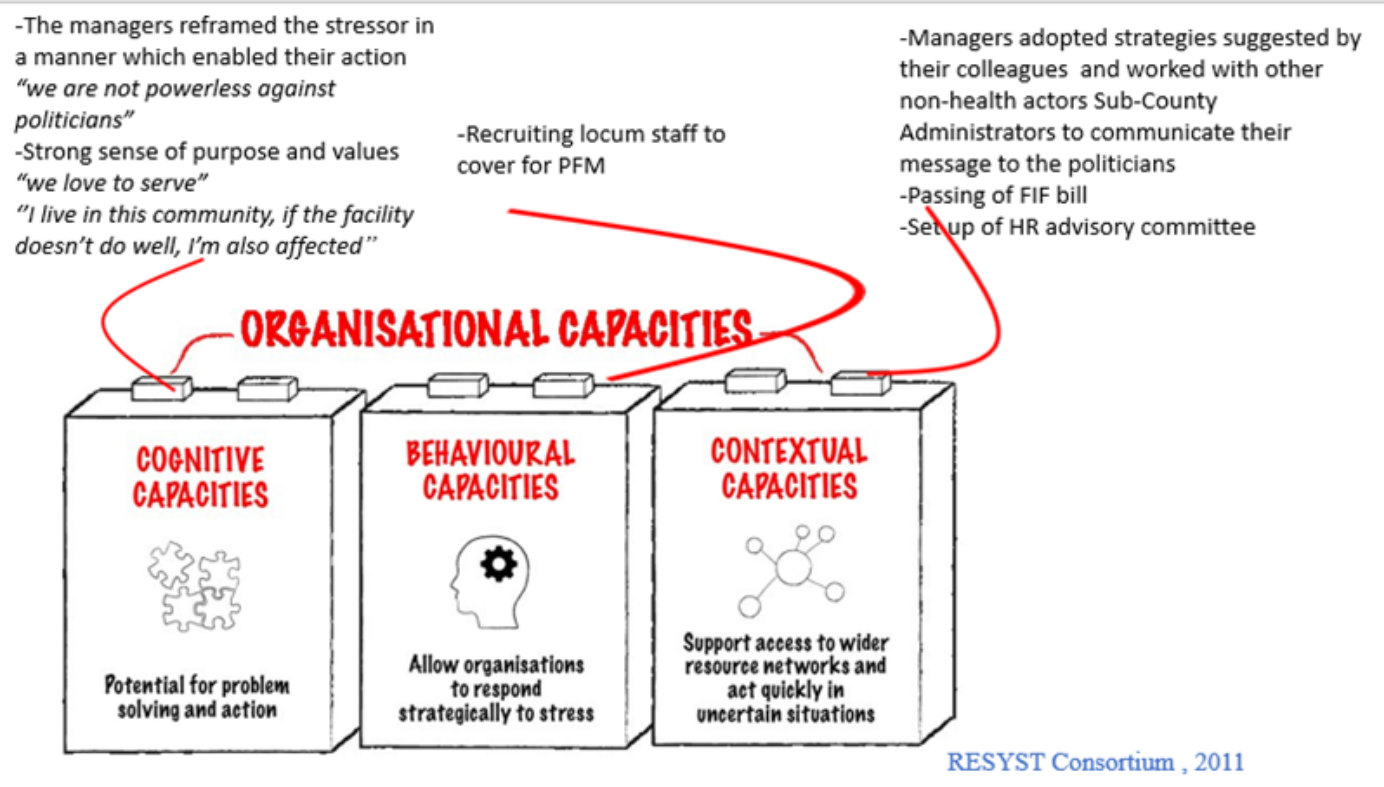 -The managers reframed the stressor in
a manner which enabled their action
“we are not powerless against
politicians”
-Strong sense of purpose and values
“we love to serve”
“I live in this community, if the facility
doesn’t do well, I’m also affected”
-Recruiting locum staff to
cover for PFM
-Managers adopted strategies suggested by
their colleagues and worked with other
non-health actors Sub-County
Administrators to communicate their
message to the politicians
-Passing of FIF bill
-Set up of HR advisory committee
ORGANISATIONAL CAPACITIES
COGNITIVE
CAPACITIES
Potential for problem
solving and action
BEHAVIOURAL
CAPACITIES
Allow organisations
to respond
strategically to stress
CONTEXTUAL
CAPACITIES
Support access to wider
resource networks and
act quickly in
uncertain situations
RESYST Consortium , 2011